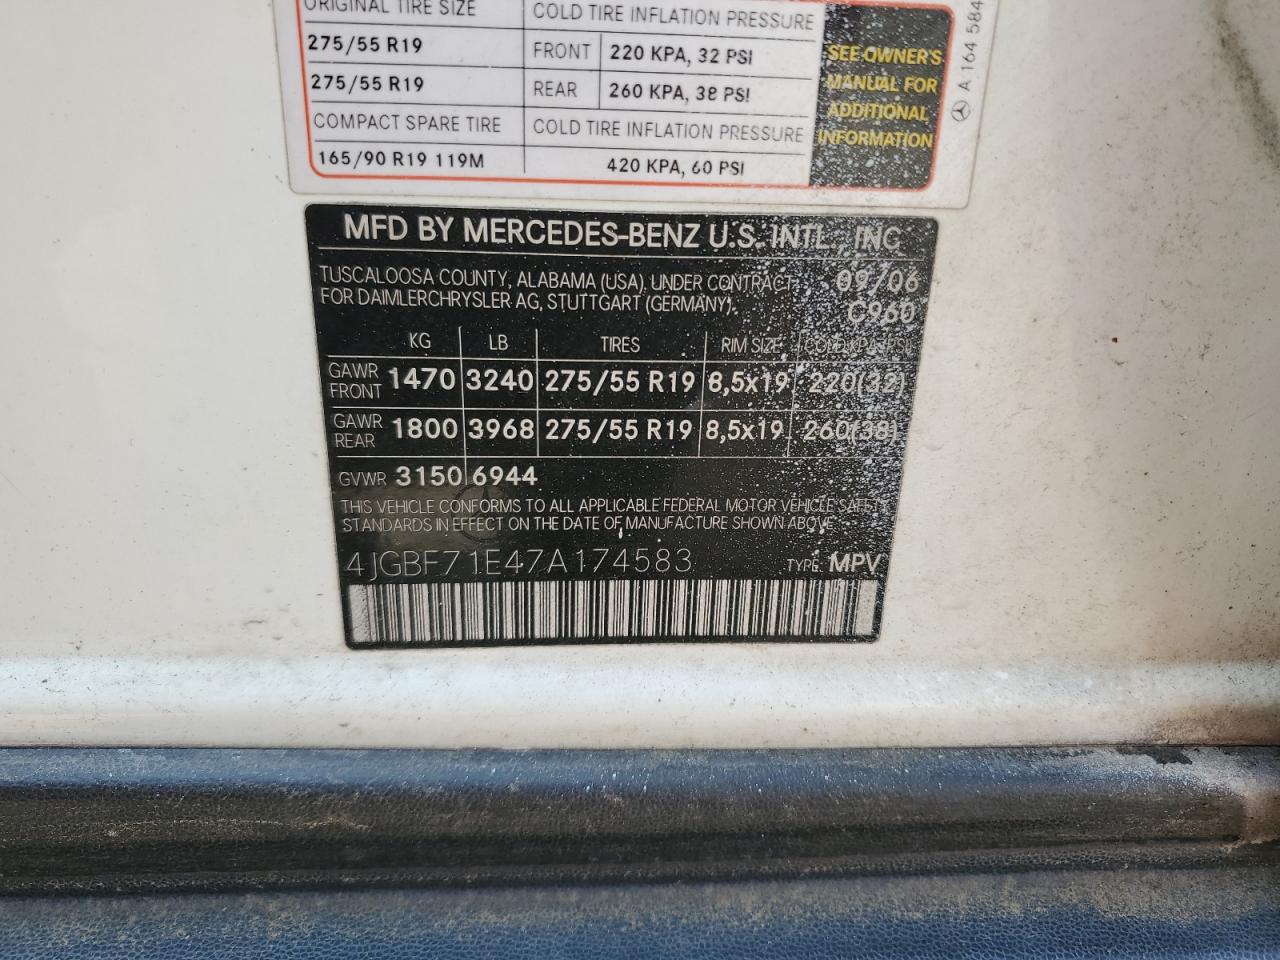 ORIGINAL TIRE SIZE COLD TIRE INFLATION PRESSURE
275/55 R19 FRONT 220 KPA, 32 PSI
275/55 R19 REAR 260 KPA, 38 PSI
COMPACT SPARE TIRE COLD TIRE INFLATION PRESSURE
165/90 R19 119M 420 KPA, 60 PSI
SEE OWNER'S
MANUAL FOR
ADDITIONAL
INFORMATION
A 164 584
MFD BY MERCEDES-BENZ U.S. INTL., INC
TUSCALOOSA COUNTY, ALABAMA (USA), UNDER CONTRACT 09/06
FOR DAIMLERCHRYSLER AG, STUTTGART (GERMANY). C960
KG LB TIRES RIM SIZE COLD KPA (PSI)
GAWR FRONT 1470 3240 275/55 R19 8,5x19 220(32)
GAWR REAR 1800 3968 275/55 R19 8,5x19 260(38)
GVWR 3150 6944
THIS VEHICLE CONFORMS TO ALL APPLICABLE FEDERAL MOTOR VEHICLE SAFETY
STANDARDS IN EFFECT ON THE DATE OF MANUFACTURE SHOWN ABOVE
4JGBF71E47A174583 TYPE: MPV